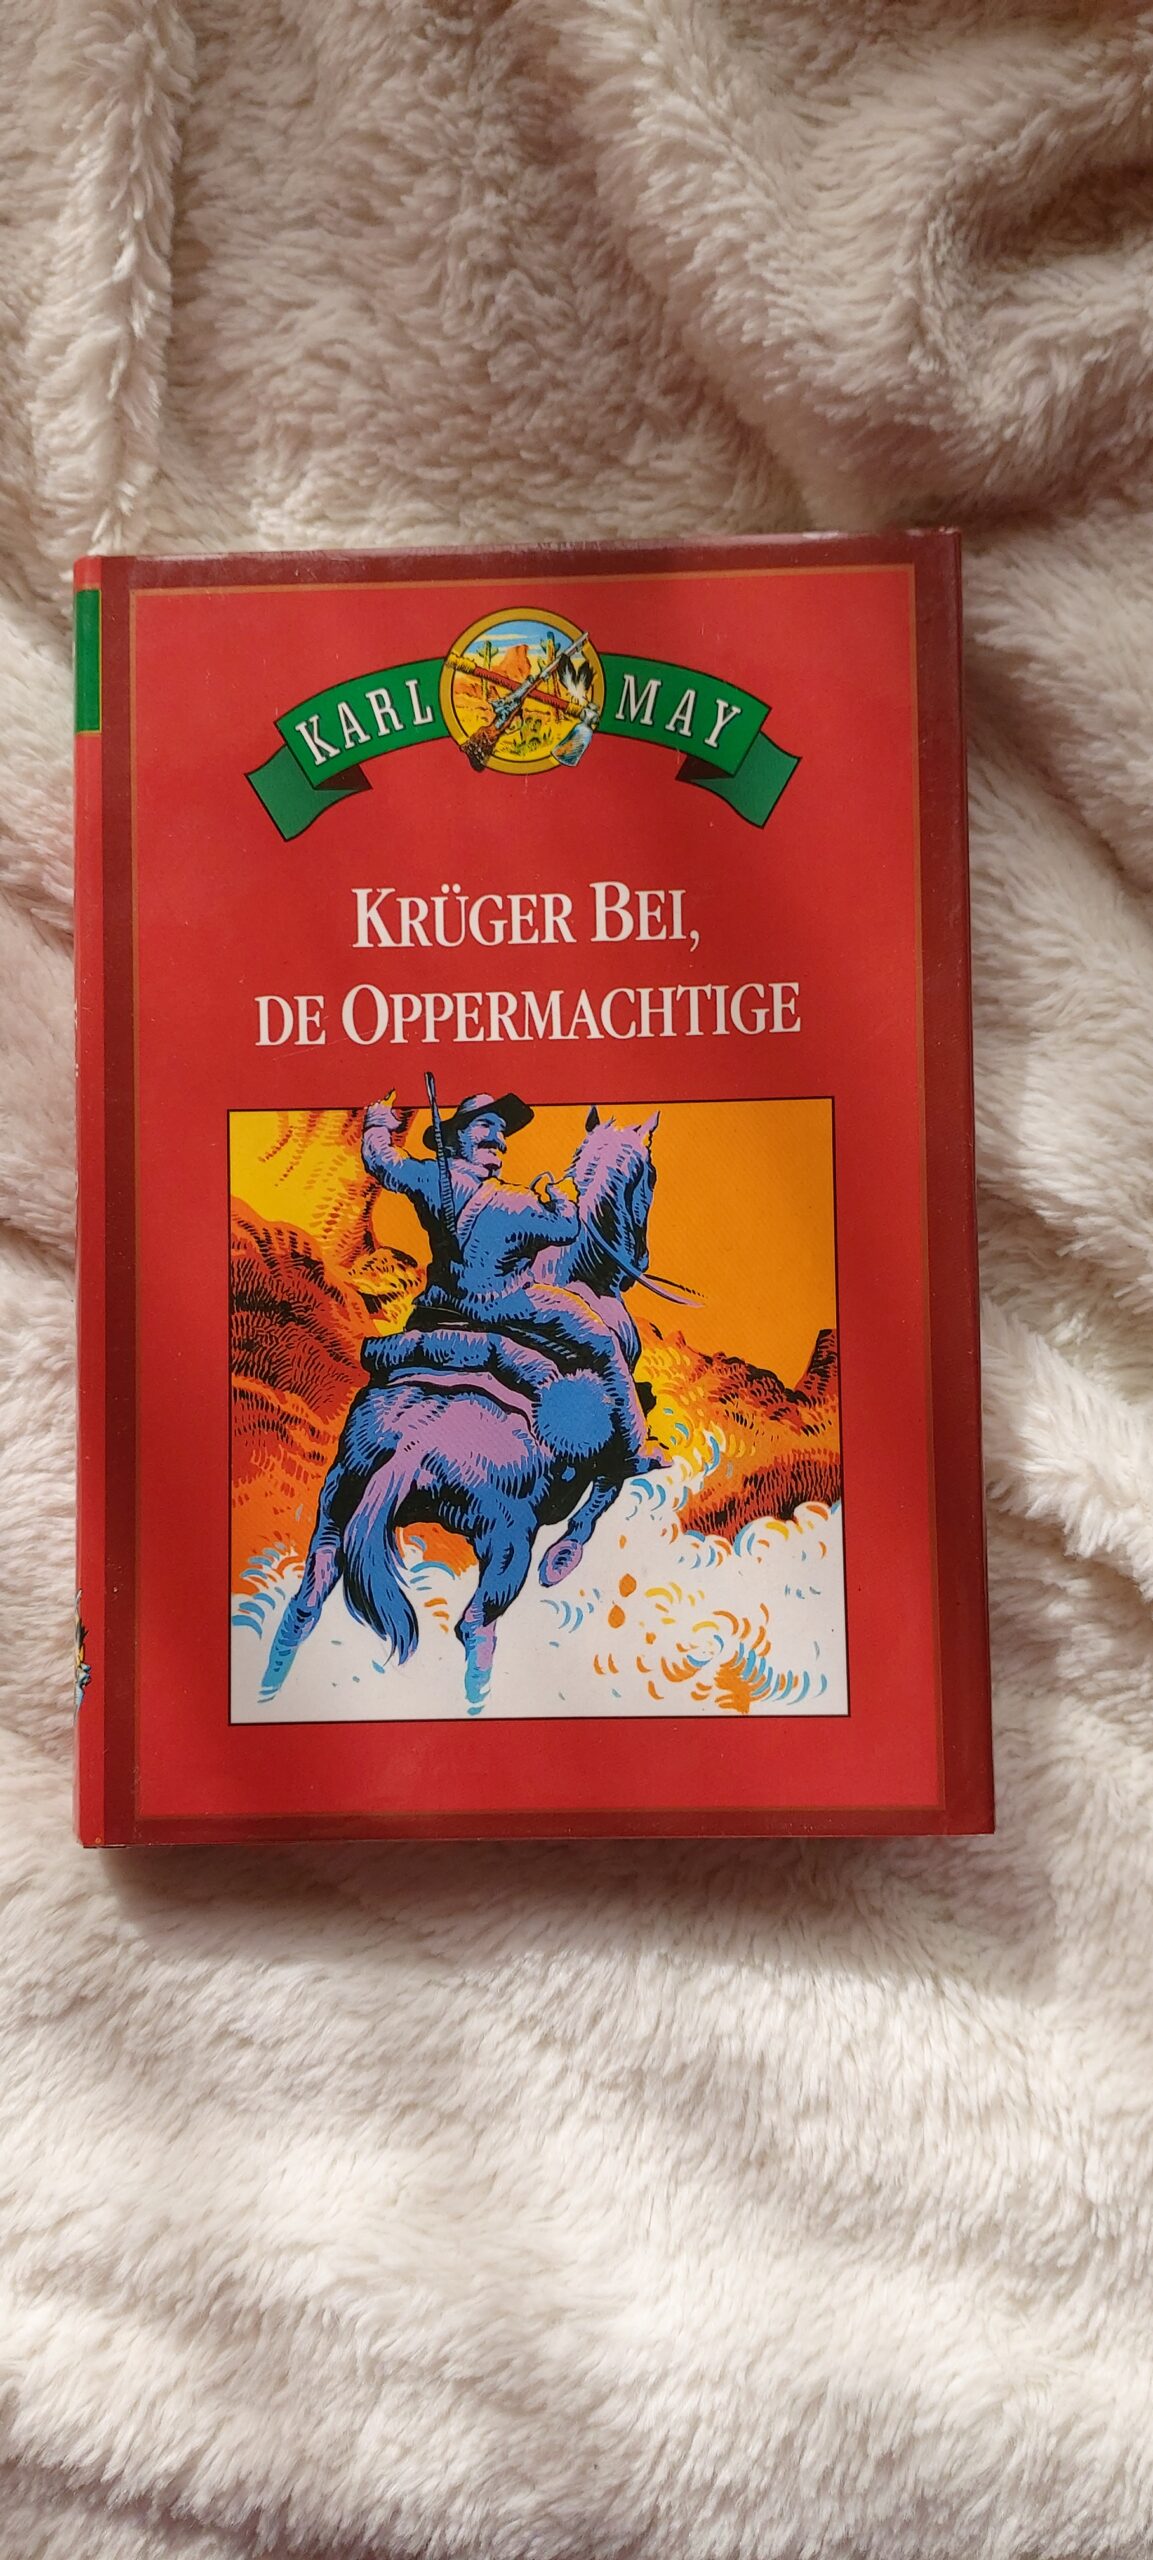 KARL MAY
KRÜGER BEI,
DE OPPERMACHTIGE